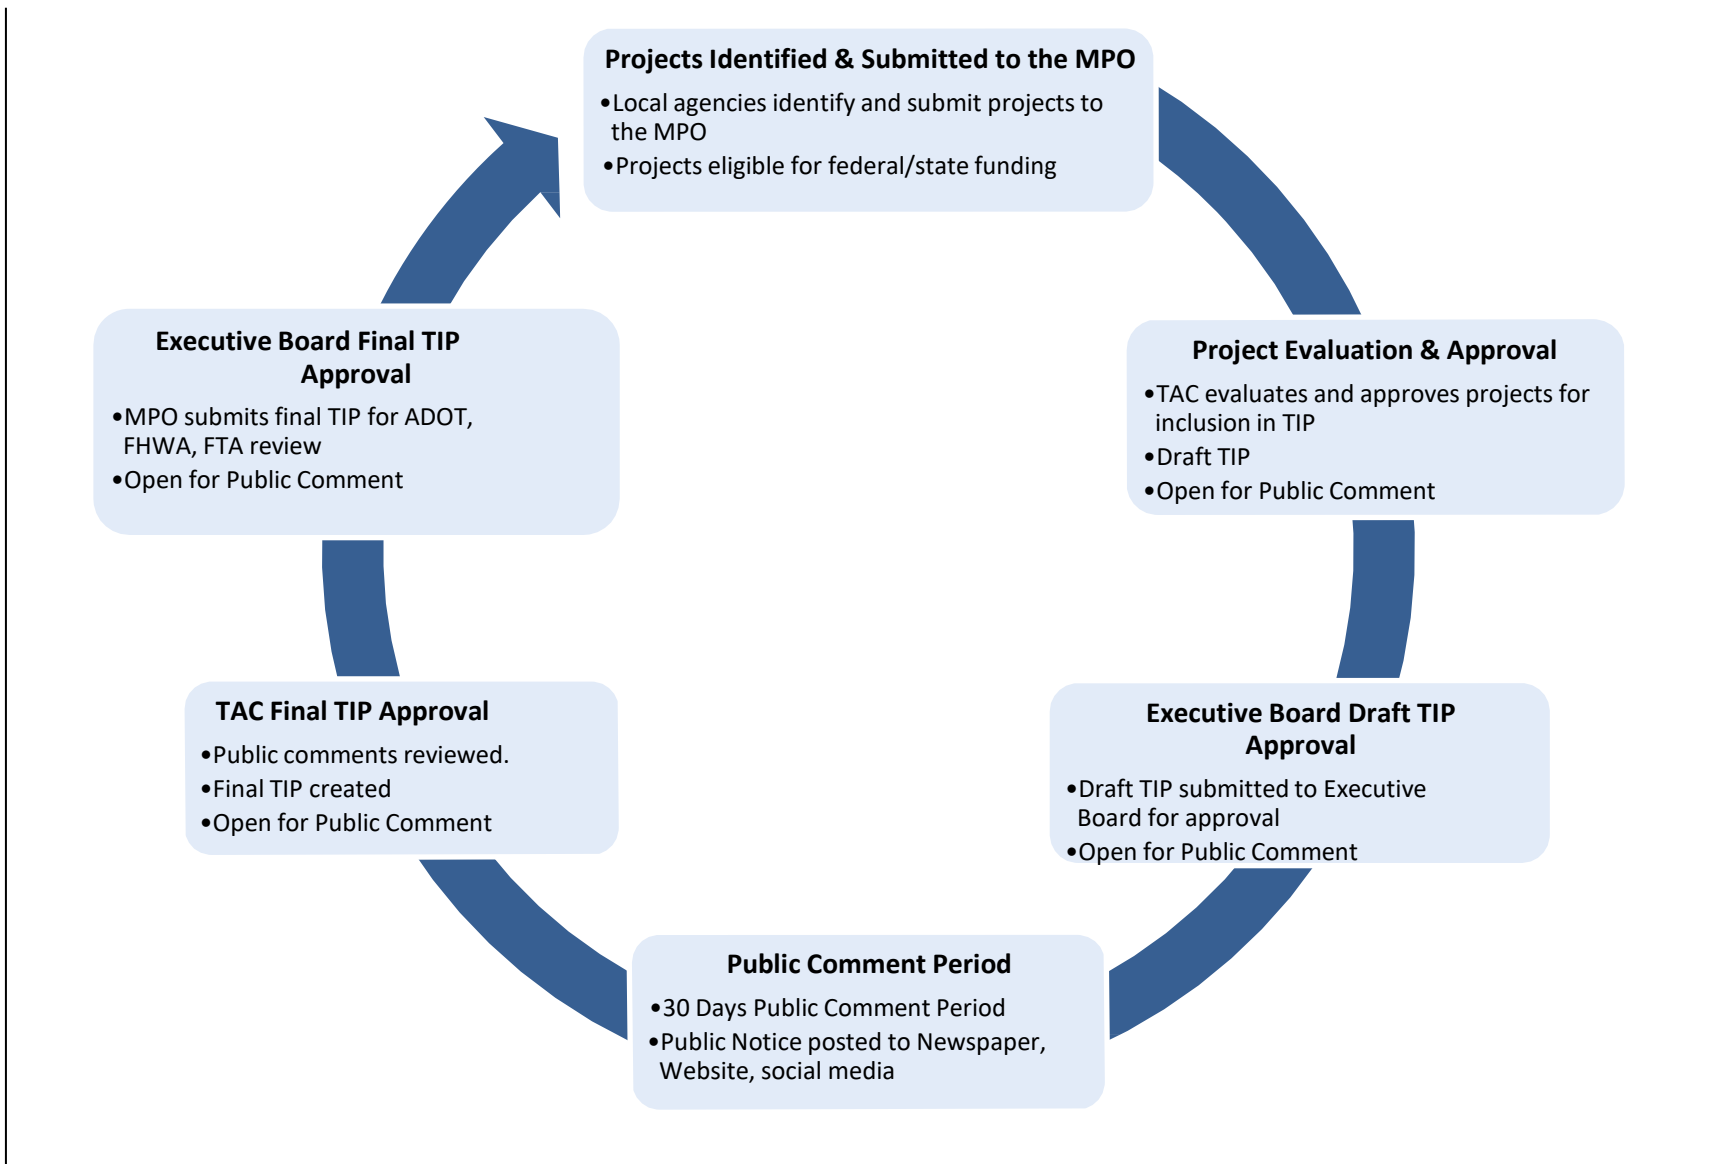 Projects Identified & Submitted to the MPO
•Local agencies identify and submit projects to
the MPO
•Projects eligible for federal/state funding
Project Evaluation & Approval
•TAC evaluates and approves projects for
inclusion in TIP
•Draft TIP
•Open for Public Comment
Executive Board Draft TIP
Approval
•Draft TIP submitted to Executive
Board for approval
•Open for Public Comment
Public Comment Period
•30 Days Public Comment Period
•Public Notice posted to Newspaper,
Website, social media
TAC Final TIP Approval
•Public comments reviewed.
•Final TIP created
•Open for Public Comment
Executive Board Final TIP
Approval
•MPO submits final TIP for ADOT,
FHWA, FTA review
•Open for Public Comment